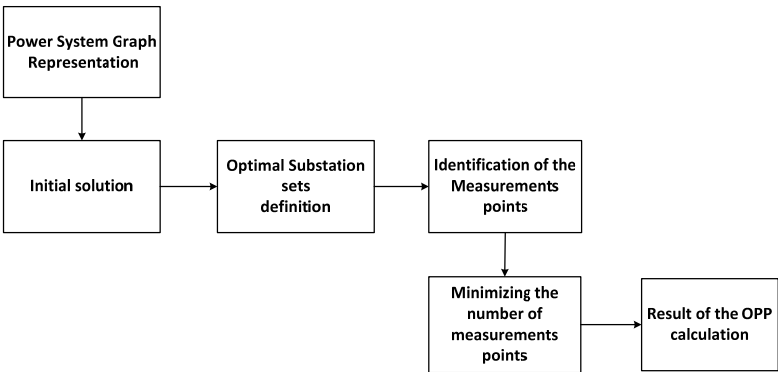 Power System Graph
Representation
Initial solution
Optimal Substation
sets
definition
Identification of the
Measurements
points
Minimizing the
number of
measurements
points
Result of the OPP
calculation